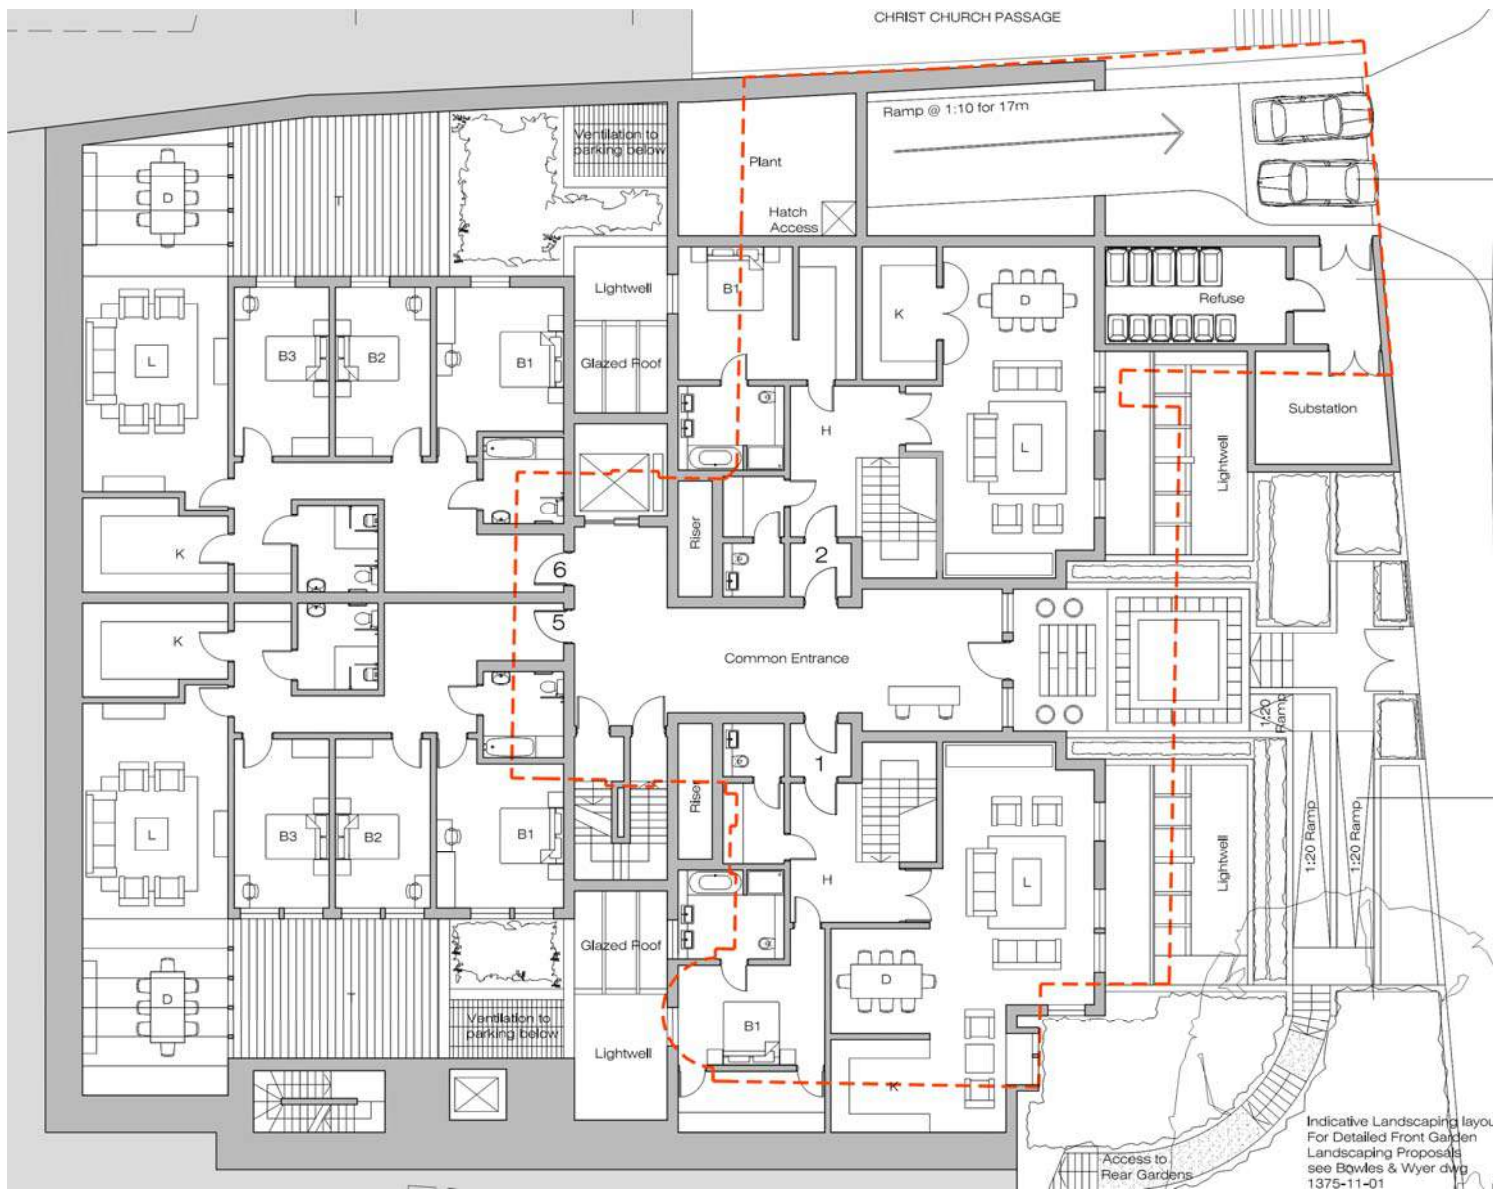 CHRIST CHURCH PASSAGE
Ramp @ 1:10 for 17m
Ventilation to
parking below
Plant
Hatch
Access
D
T
Lightwell
B1
K
D
Refuse
L
B3
B2
B1
Glazed Roof
Substation
H
L
Lightwell
K
Riser
2
6
5
K
Common Entrance
1:20
Ramp
1
L
B3
B2
B1
Riser
H
L
Lightwell
1:20 Ramp
1:20 Ramp
D
T
Glazed Roof
D
Ventilation to
parking below
B1
Lightwell
K
Indicative Landscaping layou
For Detailed Front Garden
Landscaping Proposals
see Bowles & Wyer dwg
1375-11-01
Access to
Rear Gardens